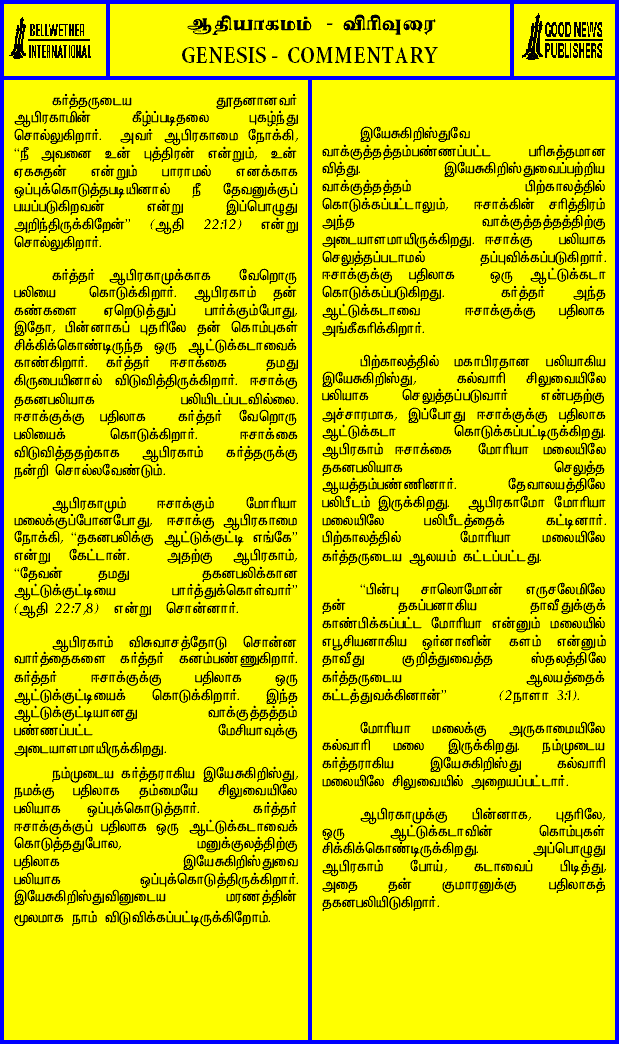 BELLWETHER
INTERNATIONAL
ஆதியாகமம் - விரிவுரை
GENESIS - COMMENTARY
GOOD NEWS
PUBLISHERS
கர்த்தருடைய தூதனானவர்
ஆபிரகாமின் கீழ்ப்படிதலை புகழ்ந்து
சொல்லுகிறார். அவர் ஆபிரகாமை நோக்கி,
“நீ அவனை உன் புத்திரன் என்றும், உன்
ஏகசுதன் என்றும் பாராமல் எனக்காக
ஒப்புக்கொடுத்தபடியினால் நீ தேவனுக்குப்
பயப்படுகிறவன் என்று இப்பொழுது
அறிந்திருக்கிறேன்” (ஆதி 22:12) என்று
சொல்லுகிறார்.
கர்த்தர் ஆபிரகாமுக்காக வேறொரு
பலியை கொடுக்கிறார். ஆபிரகாம் தன்
கண்களை ஏறெடுத்துப் பார்க்கும்போது,
இதோ, பின்னாகப் புதரிலே தன் கொம்புகள்
சிக்கிக்கொண்டிருந்த ஒரு ஆட்டுக்கடாவைக்
காண்கிறார். கர்த்தர் ஈசாக்கை தமது
கிருபையினால் விடுவித்திருக்கிறார். ஈசாக்கு
தகனபலியாக பலியிடப்படவில்லை.
ஈசாக்குக்கு பதிலாக கர்த்தர் வேறொரு
பலியைக் கொடுக்கிறார். ஈசாக்கை
விடுவித்ததற்காக ஆபிரகாம் கர்த்தருக்கு
நன்றி சொல்லவேண்டும்.
ஆபிரகாமும் ஈசாக்கும் மோரியா
மலைக்குப்போனபோது, ஈசாக்கு ஆபிரகாமை
நோக்கி, “தகனபலிக்கு ஆட்டுக்குட்டி எங்கே”
என்று கேட்டான். அதற்கு ஆபிரகாம்,
“தேவன் தமது தகனபலிக்கான
ஆட்டுக்குட்டியை பார்த்துக்கொள்வார்”
(ஆதி 22:7,8) என்று சொன்னார்.
ஆபிரகாம் விசுவாசத்தோடு சொன்ன
வார்த்தைகளை கர்த்தர் கனம்பண்ணுகிறார்.
கர்த்தர் ஈசாக்குக்கு பதிலாக ஒரு
ஆட்டுக்குட்டியைக் கொடுக்கிறார். இந்த
ஆட்டுக்குட்டியானது வாக்குத்தத்தம்
பண்ணப்பட்ட மேசியாவுக்கு
அடையாளமாயிருக்கிறது.
நம்முடைய கர்த்தராகிய இயேசுகிறிஸ்து,
நமக்கு பதிலாக தம்மையே சிலுவையிலே
பலியாக ஒப்புக்கொடுத்தார். கர்த்தர்
ஈசாக்குக்குப் பதிலாக ஒரு ஆட்டுக்கடாவைக்
கொடுத்ததுபோல, மனுக்குலத்திற்கு
பதிலாக இயேசுகிறிஸ்துவை
பலியாக ஒப்புக்கொடுத்திருக்கிறார்.
இயேசுகிறிஸ்துவினுடைய மரணத்தின்
மூலமாக நாம் விடுவிக்கப்பட்டிருக்கிறோம்.
இயேசுகிறிஸ்துவே
வாக்குத்தத்தம்பண்ணப்பட்ட பரிசுத்தமான
வித்து. இயேசுகிறிஸ்துவைப்பற்றிய
வாக்குத்தத்தம் பிற்காலத்தில்
கொடுக்கப்பட்டாலும், ஈசாக்கின் சரித்திரம்
அந்த வாக்குத்தத்தத்திற்கு
அடையாளமாயிருக்கிறது. ஈசாக்கு பலியாக
செலுத்தப்படாமல் தப்புவிக்கப்படுகிறார்.
ஈசாக்குக்கு பதிலாக ஒரு ஆட்டுக்கடா
கொடுக்கப்படுகிறது. கர்த்தர் அந்த
ஆட்டுக்கடாவை ஈசாக்குக்கு பதிலாக
அங்கீகரிக்கிறார்.
பிற்காலத்தில் மகாபிரதான பலியாகிய
இயேசுகிறிஸ்து, கல்வாரி சிலுவையிலே
பலியாக செலுத்தப்படுவார் என்பதற்கு
அச்சாரமாக, இப்போது ஈசாக்குக்கு பதிலாக
ஆட்டுக்கடா கொடுக்கப்பட்டிருக்கிறது.
ஆபிரகாம் ஈசாக்கை மோரியா மலையிலே
தகனபலியாக செலுத்த
ஆயத்தம்பண்ணினார். தேவாலயத்திலே
பலிபீடம் இருக்கிறது. ஆபிரகாமோ மோரியா
மலையிலே பலிபீடத்தைக் கட்டினார்.
பிற்காலத்தில் மோரியா மலையிலே
கர்த்தருடைய ஆலயம் கட்டப்பட்டது.
“பின்பு சாலொமோன் எருசலேமிலே
தன் தகப்பனாகிய தாவீதுக்குக்
காண்பிக்கப்பட்ட மோரியா என்னும் மலையில்
எபூசியனாகிய ஒர்னானின் களம் என்னும்
தாவீது குறித்துவைத்த ஸ்தலத்திலே
கர்த்தருடைய ஆலயத்தைக்
கட்டத்துவக்கினான்” (2நாளா 3:1).
மோரியா மலைக்கு அருகாமையிலே
கல்வாரி மலை இருக்கிறது. நம்முடைய
கர்த்தராகிய இயேசுகிறிஸ்து கல்வாரி
மலையிலே சிலுவையில் அறையப்பட்டார்.
ஆபிரகாமுக்கு பின்னாக, புதரிலே,
ஒரு ஆட்டுக்கடாவின் கொம்புகள்
சிக்கிக்கொண்டிருக்கிறது. அப்பொழுது
ஆபிரகாம் போய், கடாவைப் பிடித்து,
அதை தன் குமாரனுக்கு பதிலாகத்
தகனபலியிடுகிறார்.